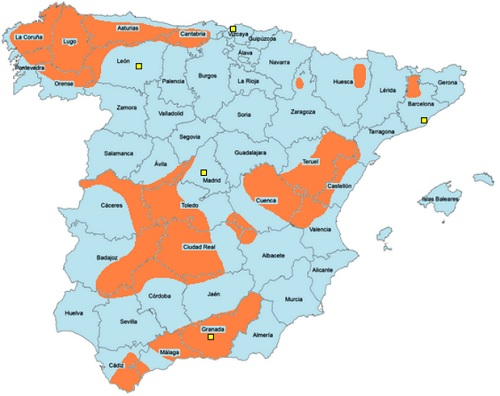 La Coruña
Lugo
Asturias
Cantabria
Vizcaya
Guipúzcoa
Álava
Navarra
Pontevedra
Orense
León
Palencia
Burgos
La Rioja
Huesca
Lérida
Gerona
Barcelona
Zamora
Valladolid
Soria
Zaragoza
Tarragona
Segovia
Salamanca
Ávila
Guadalajara
Teruel
Madrid
Castellón
Cáceres
Toledo
Cuenca
Islas Baleares
Valencia
Ciudad Real
Badajoz
Albacete
Alicante
Córdoba
Jaén
Murcia
Huelva
Sevilla
Granada
Almería
Málaga
Cádiz